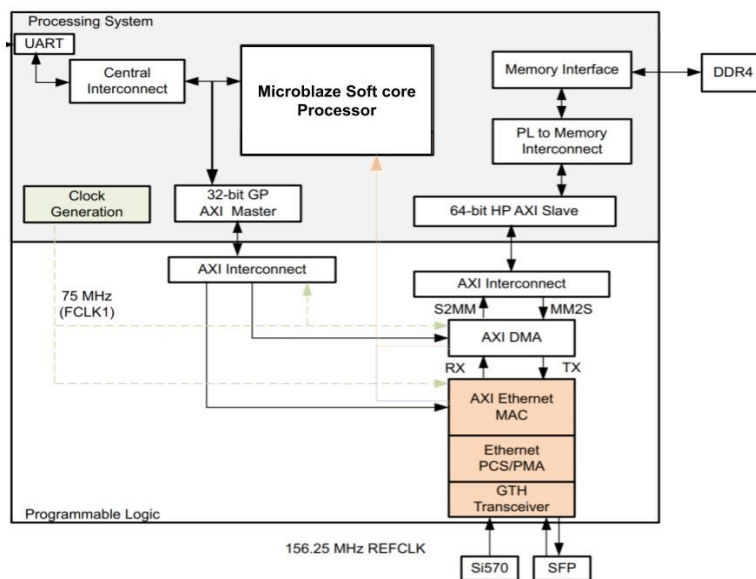 Processing System
UART
Central
Interconnect
Microblaze Soft core
Processor
Memory Interface
DDR4
PL to Memory
Interconnect
Clock
Generation
32-bit GP
AXI Master
64-bit HP AXI Slave
AXI Interconnect
AXI Interconnect
75 MHz
(FCLK1)
S2MM
MM2S
AXI DMA
RX
TX
AXI Ethernet
MAC
Ethernet
PCS/PMA
GTH
Transceiver
Programmable Logic
156.25 MHz REFCLK
Si570
SFP